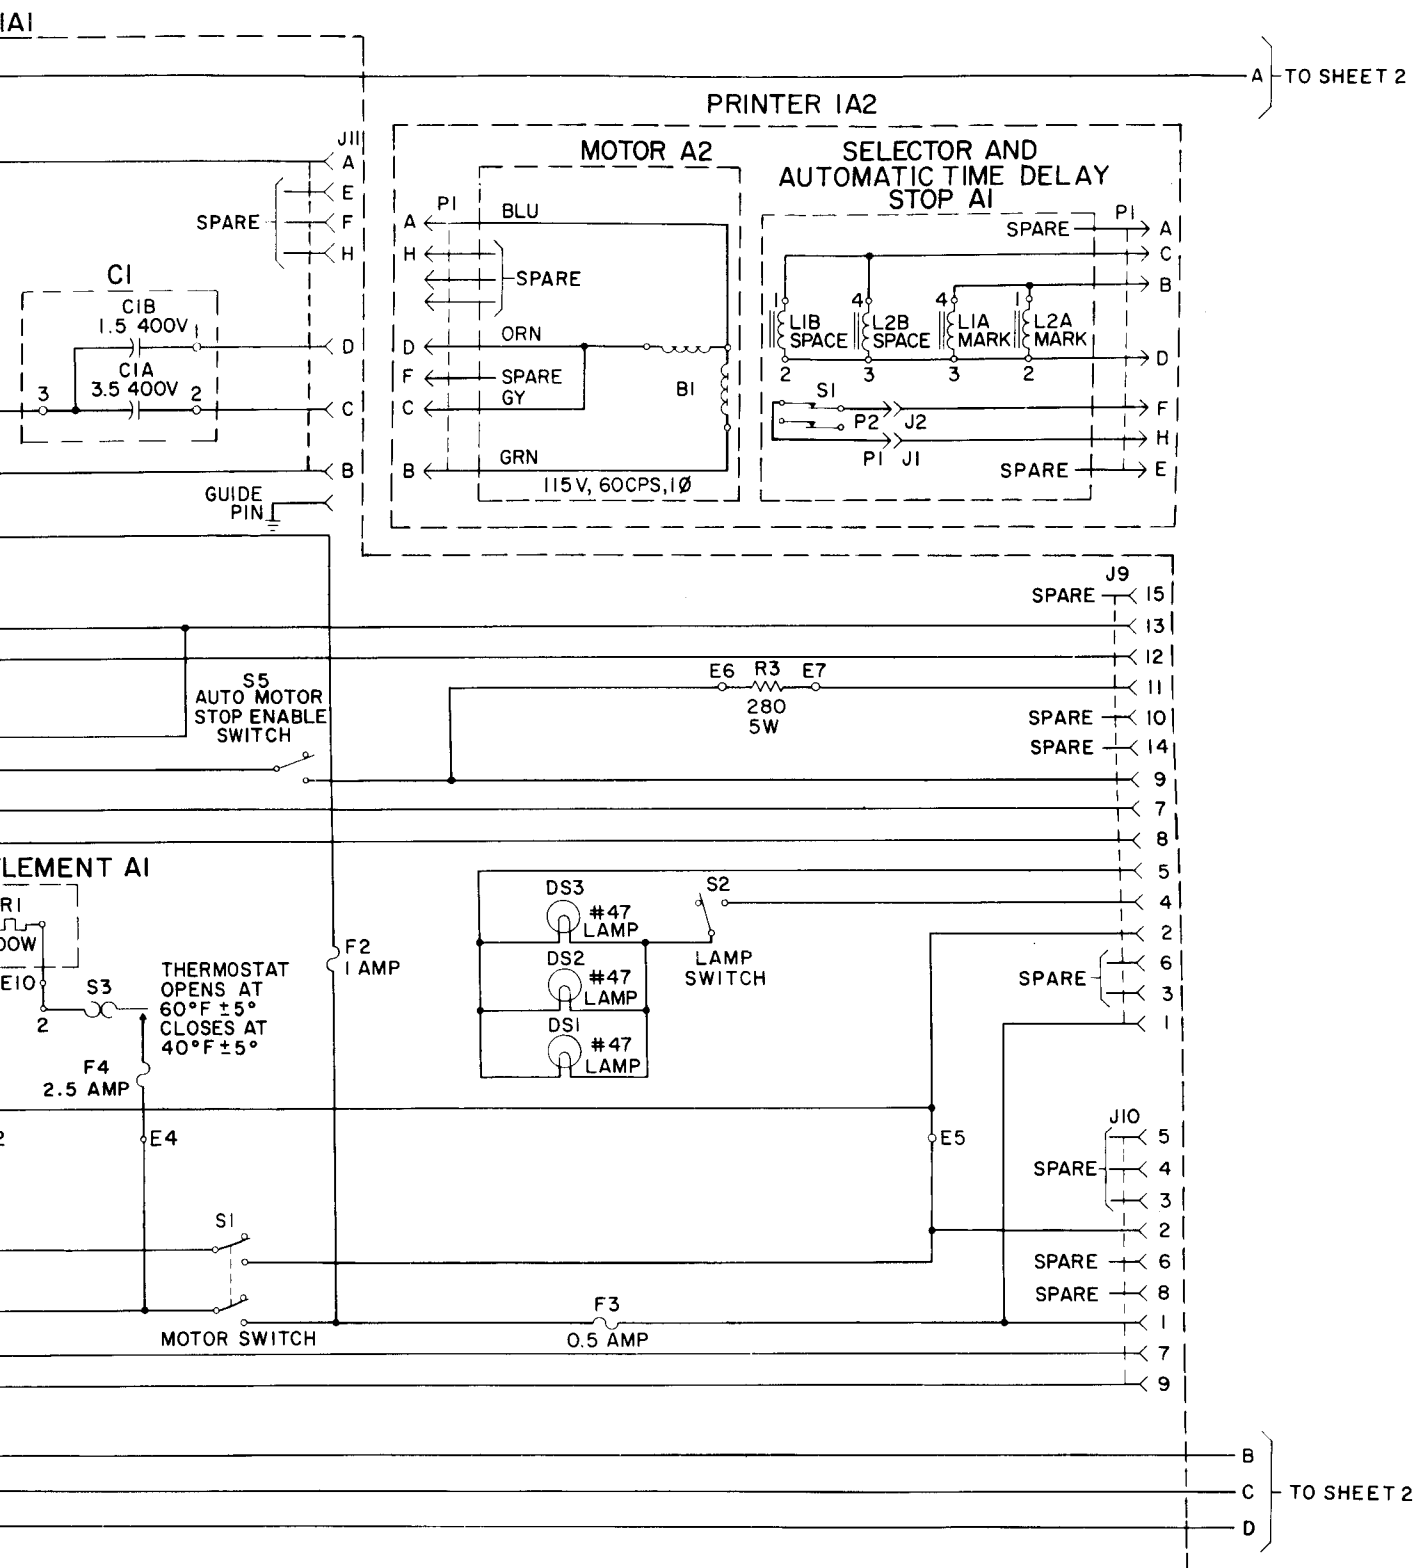 1A1
A TO SHEET 2
PRINTER 1A2
J11
A
E
SPARE F
H
D
C
B
GUIDE
PIN
C1
C1B
1.5 400V 1
C1A
3.5 400V
3
2
MOTOR A2
P1
A BLU
H
SPARE
D ORN
F SPARE
C GY
B1
B GRN
115V, 60CPS, 1Ø
SELECTOR AND
AUTOMATIC TIME DELAY
STOP A1
P1
SPARE A
C
B
1 4 4 1
L1B L2B L1A L2A
SPACE SPACE MARK MARK
D
2 3 3 2
S1
P2 J2 F
H
P1 J1
SPARE E
J9
SPARE 15
13
12
E6 R3 E7 11
280
5W
SPARE 10
SPARE 14
9
7
8
5
4
2
6
SPARE
3
1
S5
AUTO MOTOR
STOP ENABLE
SWITCH
LEMENT A1
R1
00W
E10
2
S3
THERMOSTAT
OPENS AT
60°F ±5°
CLOSES AT
40°F ±5°
F4
2.5 AMP
2
E4
F2
1 AMP
DS3
#47
LAMP
DS2
#47
LAMP
DS1
#47
LAMP
S2
LAMP
SWITCH
E5
J10
5
SPARE 4
3
2
SPARE 6
SPARE 8
1
7
9
S1
MOTOR SWITCH
F3
0.5 AMP
B
C TO SHEET 2
D